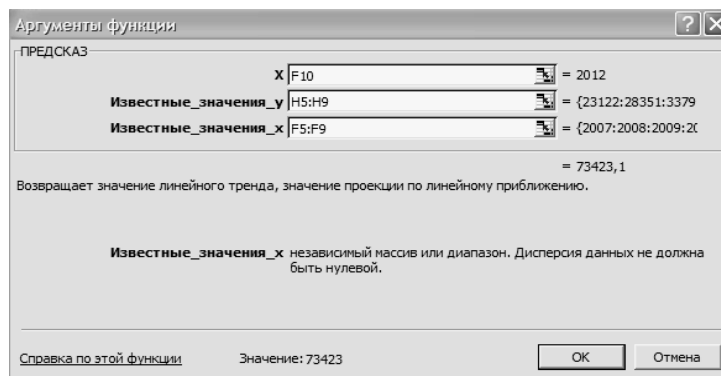 Аргументы функции
ПРЕДСКАЗ
X F10 = 2012
Известные_значения_y H5:H9 = {23122:28351:3379
Известные_значения_x F5:F9 = {2007:2008:2009:20
= 73423,1
Возвращает значение линейного тренда, значение проекции по линейному приближению.
Известные_значения_x независимый массив или диапазон. Дисперсия данных не должна
быть нулевой.
Справка по этой функции Значение: 73423 OK Отмена